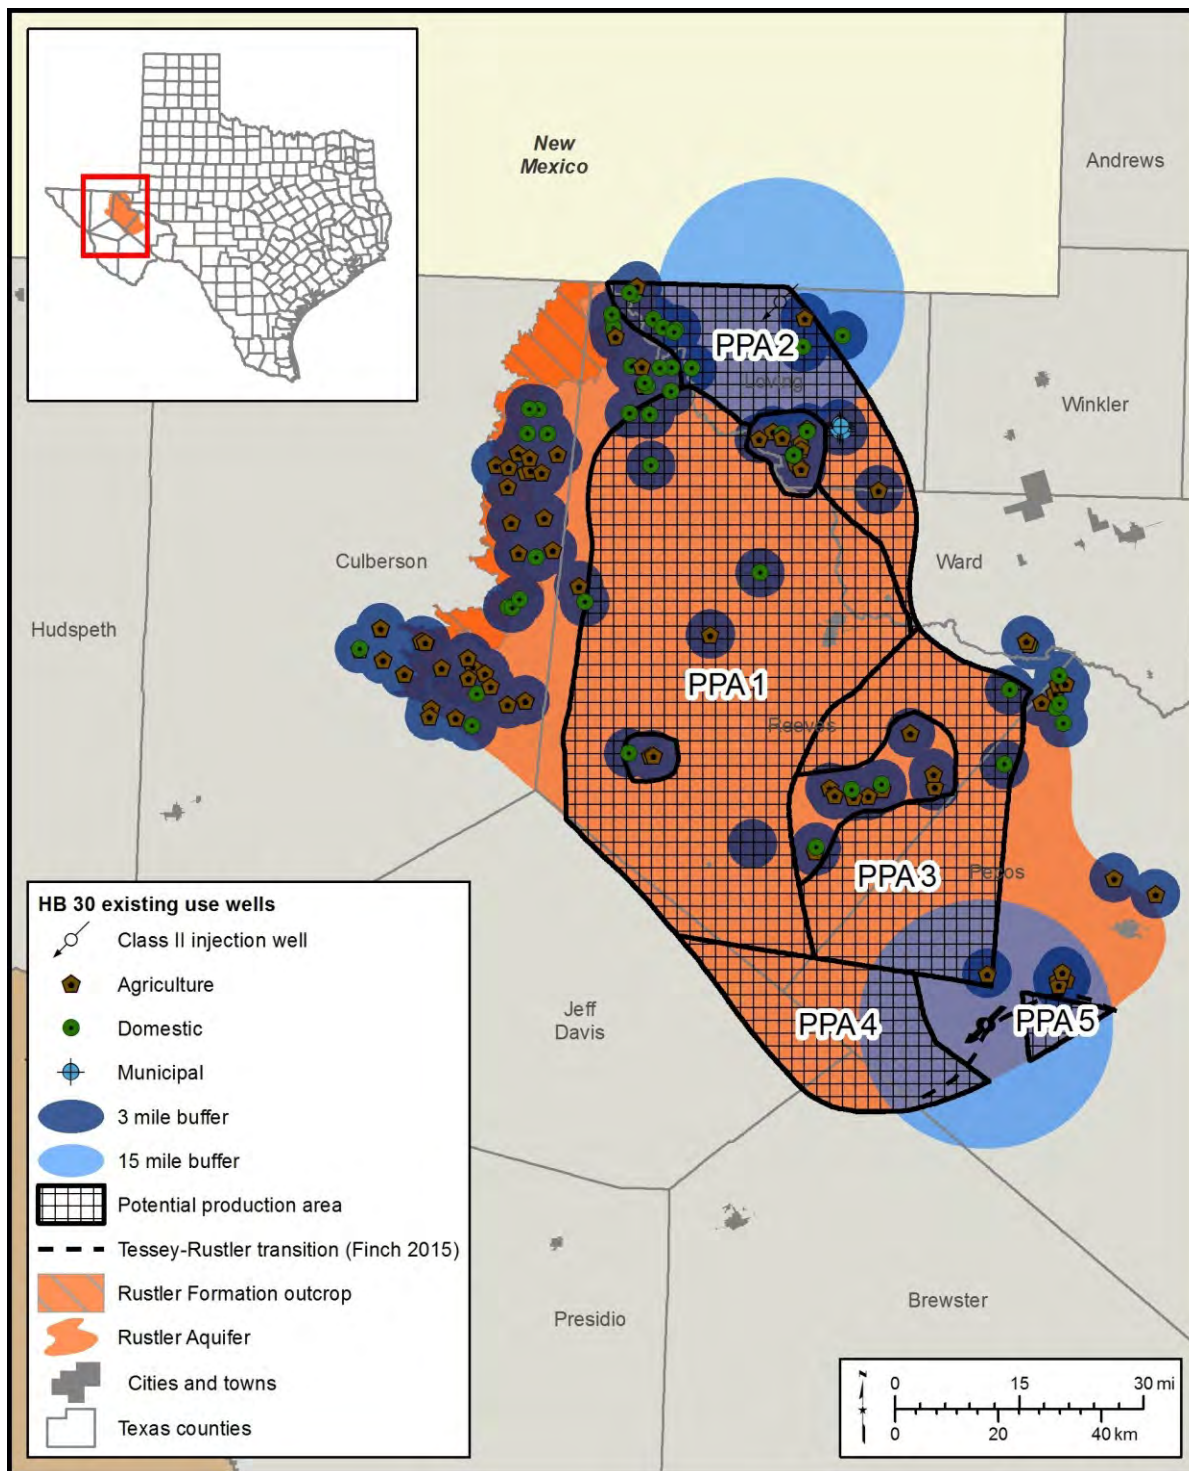 New
Mexico
Andrews
PPA 2
Loving
Winkler
Culberson
Ward
Hudspeth
PPA 1
Reeves
PPA 3
Pecos
HB 30 existing use wells
Class II injection well
Agriculture
Domestic
Municipal
3 mile buffer
15 mile buffer
Potential production area
Tessey-Rustler transition (Finch 2015)
Rustler Formation outcrop
Rustler Aquifer
Cities and towns
Texas counties
Jeff
Davis
PPA 4
PPA 5
Presidio
Brewster
N
0 15 30 mi
0 20 40 km